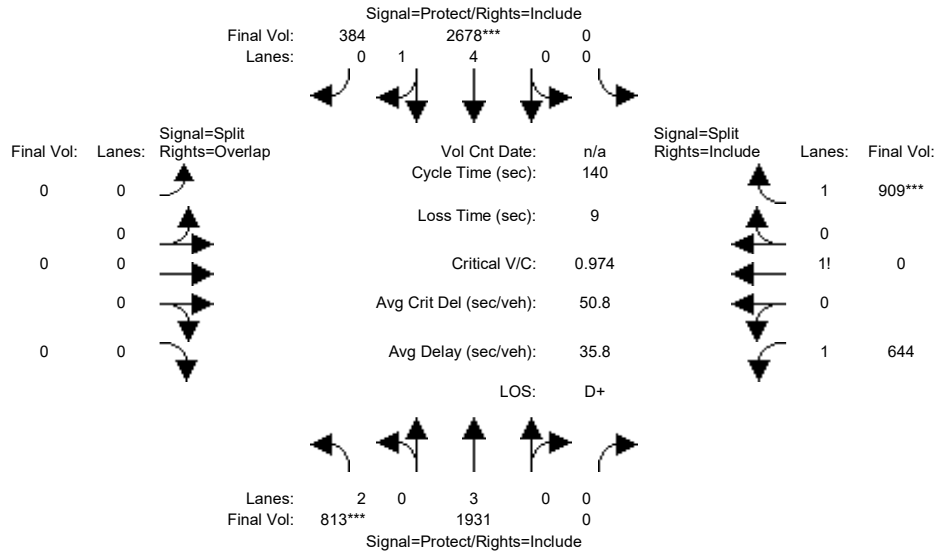 Signal=Protect/Rights=Include
Final Vol: 384 2678*** 0
Lanes: 0 1 4 0 0
Signal=Split Signal=Split
Final Vol: Lanes: Rights=Overlap Vol Cnt Date: n/a Rights=Include Lanes: Final Vol:
Cycle Time (sec): 140
0 0 1 909***
Loss Time (sec): 9
0 0
0 0 Critical V/C: 0.974 1! 0
0 Avg Crit Del (sec/veh): 50.8 0
0 0 Avg Delay (sec/veh): 35.8 1 644
LOS: D+
Lanes: 2 0 3 0 0
Final Vol: 813*** 1931 0
Signal=Protect/Rights=Include